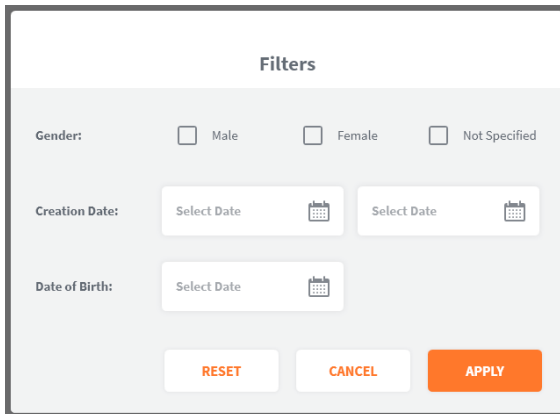 Filters
Gender: Male Female Not Specified
Creation Date: Select Date Select Date
Date of Birth: Select Date
RESET CANCEL APPLY